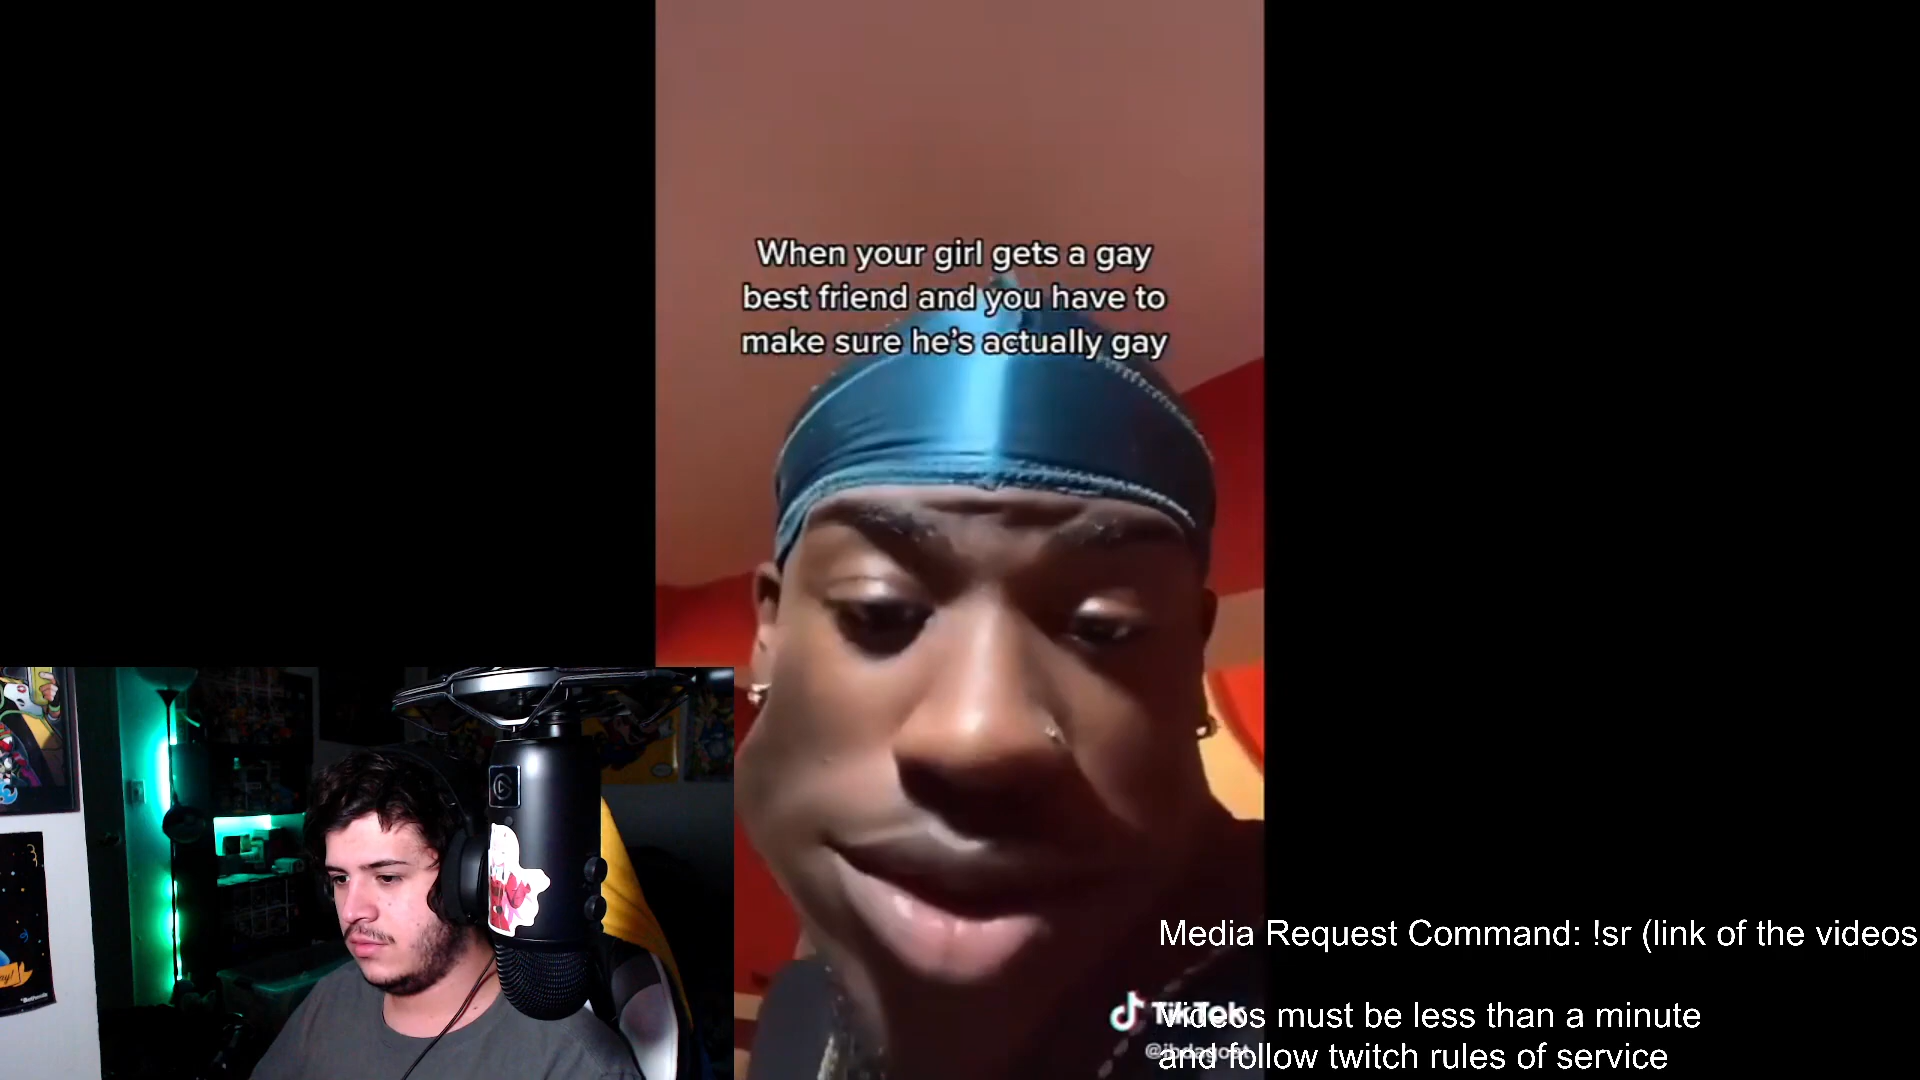 When your girl gets a gay
best friend and you have to
make sure he's actually gay
Media Request Command: !sr (link of the videos
TikTok
videos must be less than a minute
and follow twitch rules of service